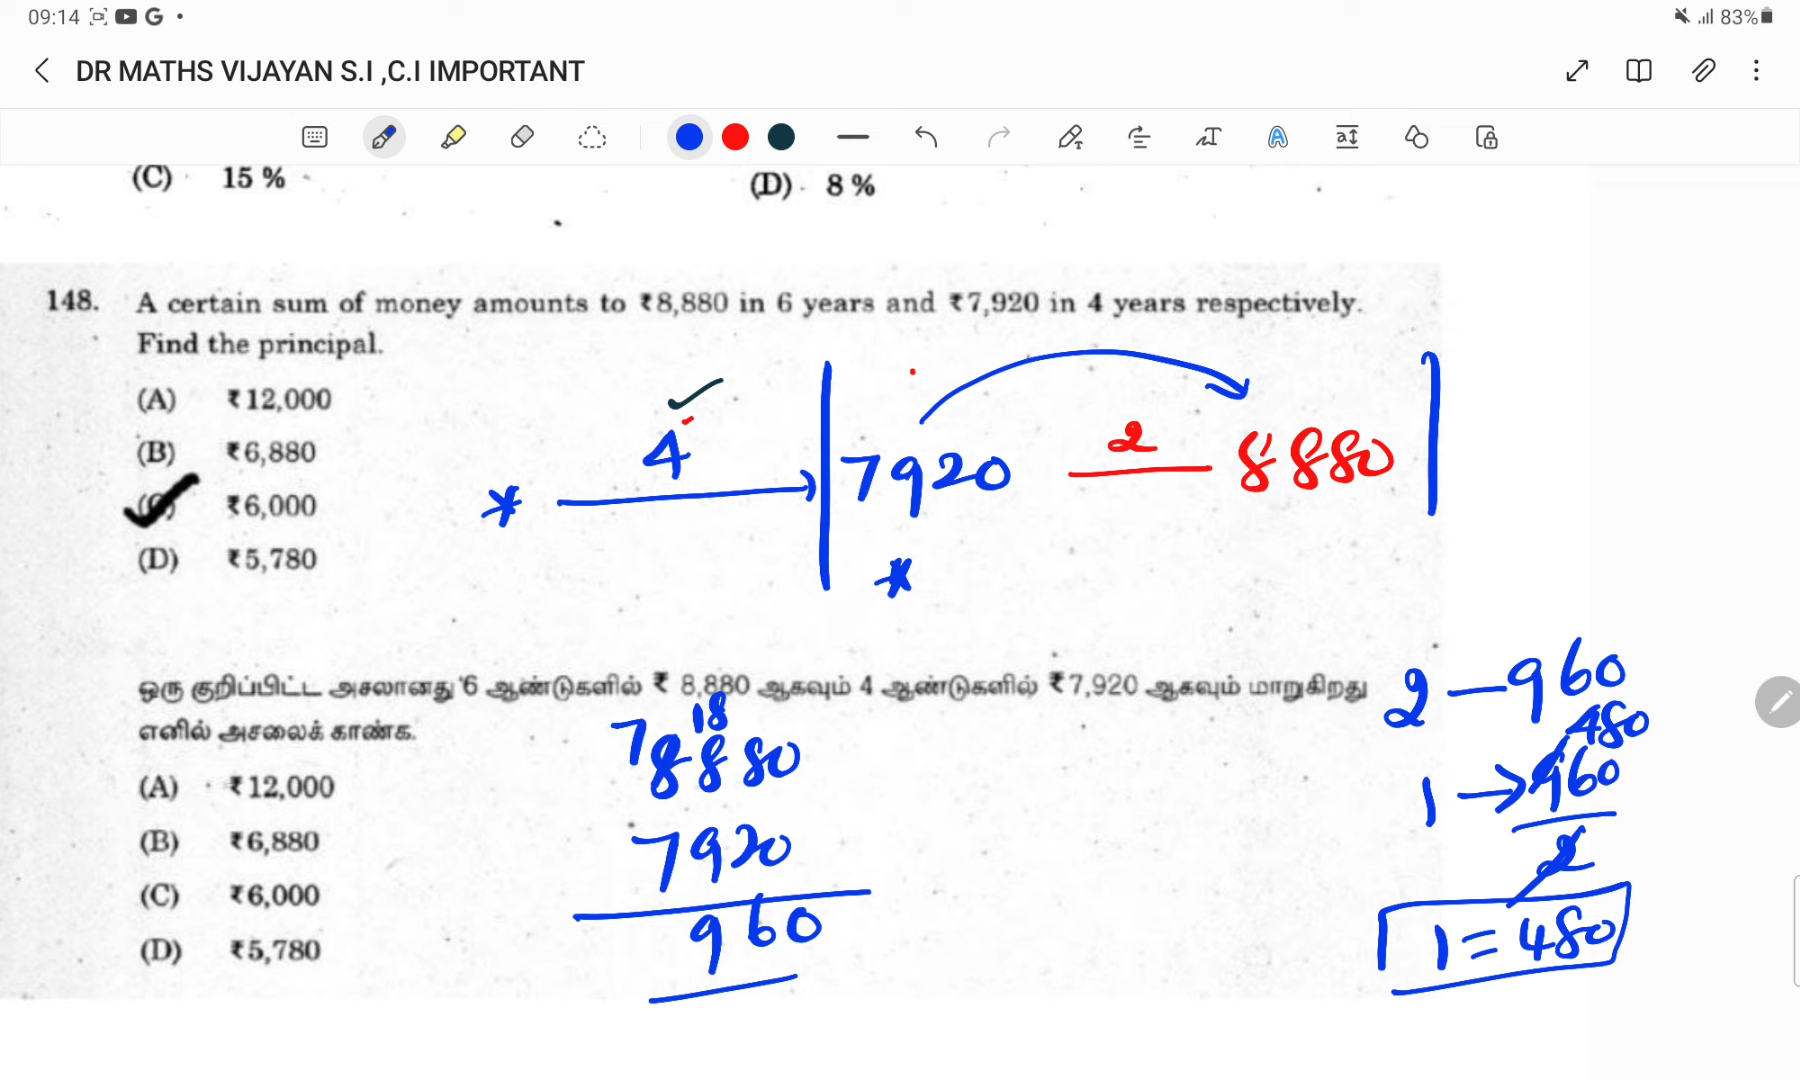 09:14
83%
DR MATHS VIJAYAN S.I ,C.I IMPORTANT
(C) 15 %
(D) 8 %
148. A certain sum of money amounts to ₹8,880 in 6 years and ₹7,920 in 4 years respectively.
Find the principal.
(A) ₹12,000
(B) ₹6,880
(C) ₹6,000
(D) ₹5,780
4
* 7920 2 8880
*
ஒரு குறிப்பிட்ட அசலானது 6 ஆண்டுகளில் ₹ 8,880 ஆகவும் 4 ஆண்டுகளில் ₹7,920 ஆகவும் மாறுகிறது
எனில் அசலைக் காண்க.
(A) ₹12,000
(B) ₹6,880
(C) ₹6,000
(D) ₹5,780
7 18
8880
7920
960
2 — 960
480
1 → 960
2
1 = 480